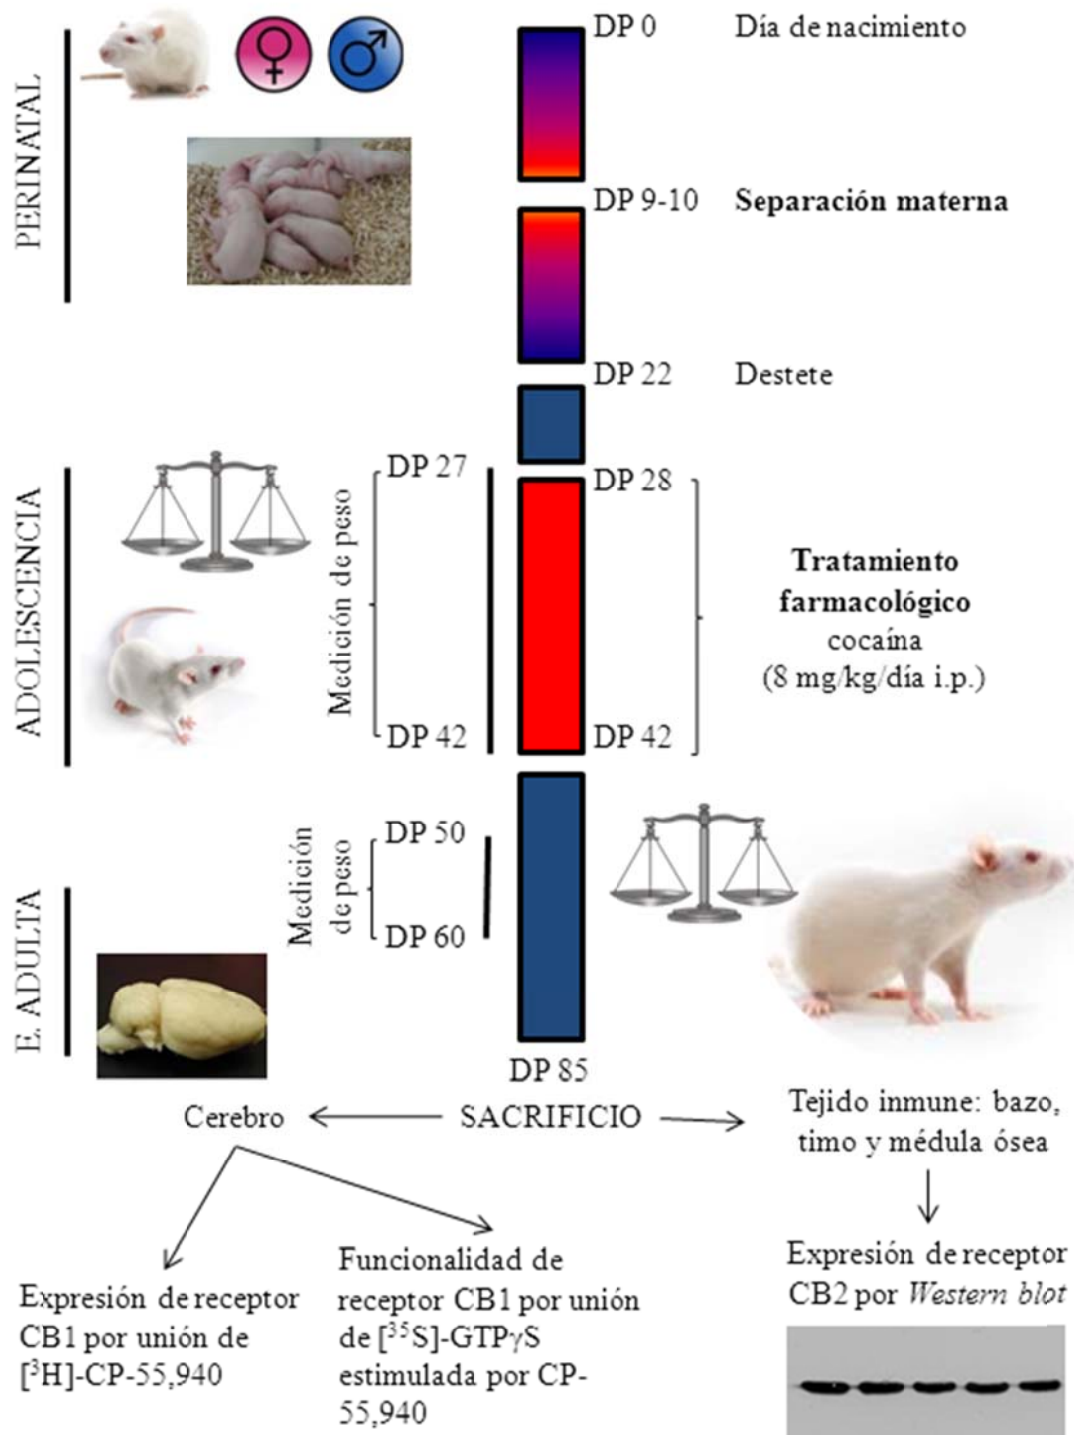 PERINATAL
DP 0 Día de nacimiento
DP 9-10 Separación materna
DP 22 Destete
ADOLESCENCIA
Medición de peso
DP 27
DP 42
DP 28
DP 42
Tratamiento
farmacológico
cocaína
(8 mg/kg/día i.p.)
E. ADULTA
Medición
de peso
DP 50
DP 60
DP 85
SACRIFICIO
Cerebro
Tejido inmune: bazo,
timo y médula ósea
Expresión de receptor
CB1 por unión de
[³H]-CP-55,940
Funcionalidad de
receptor CB1 por unión
de [³⁵S]-GTPγS
estimulada por CP-
55,940
Expresión de receptor
CB2 por Western blot